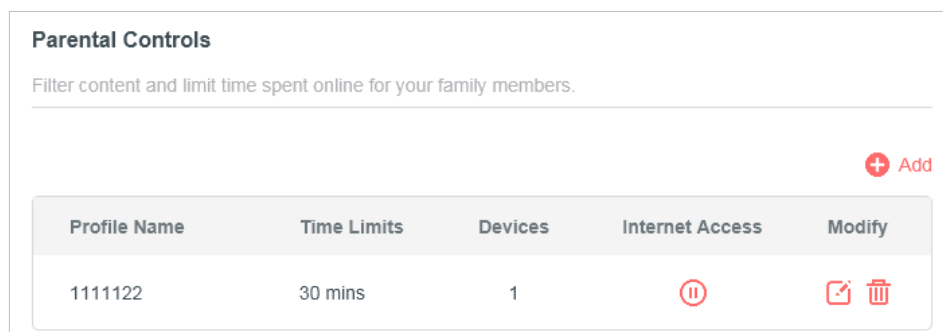 Parental Controls
Filter content and limit time spent online for your family members.
Add
Profile Name Time Limits Devices Internet Access Modify
1111122 30 mins 1